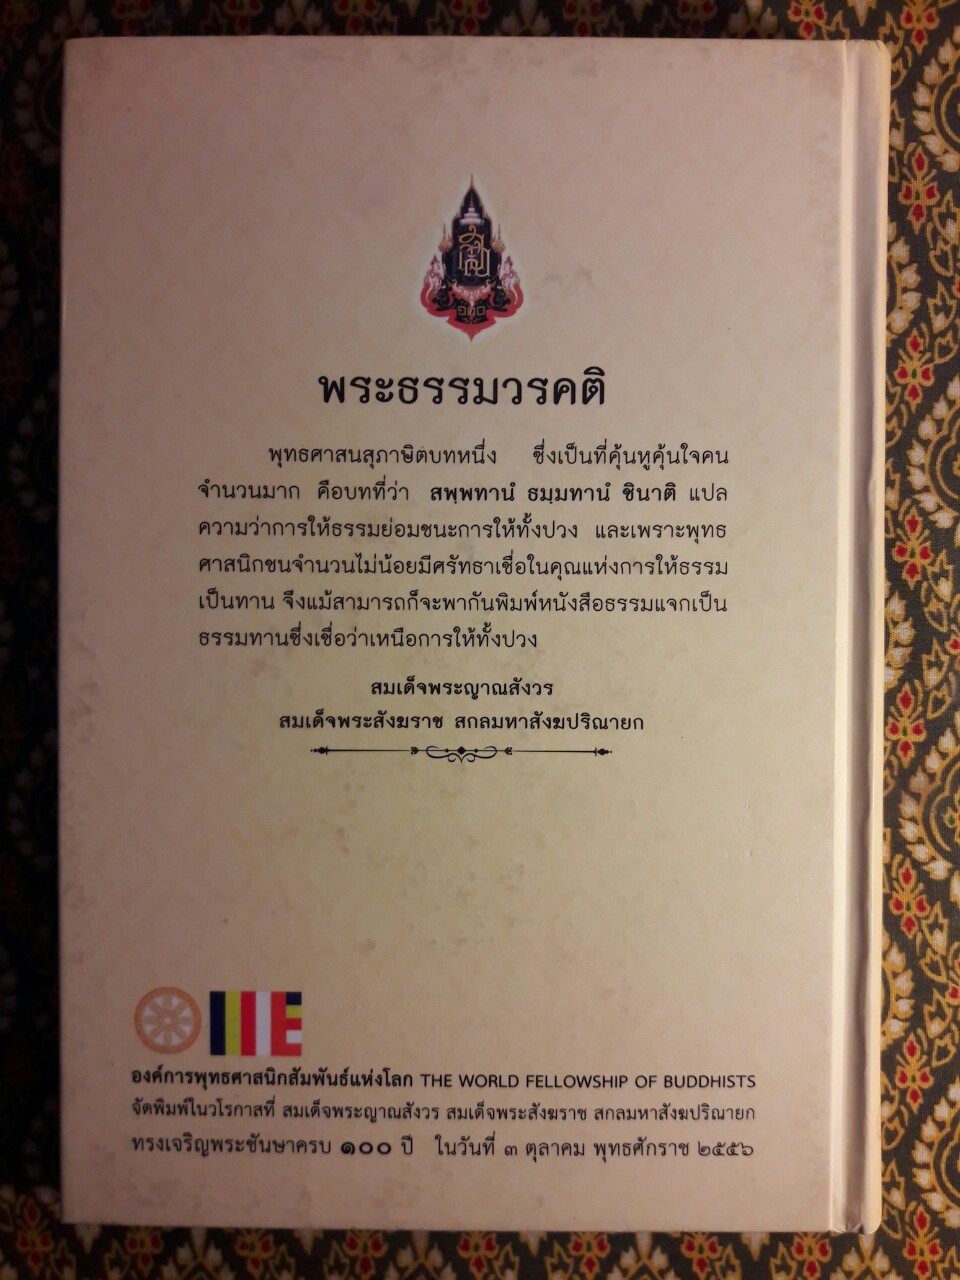 ๑๐๐
พระธรรมวรคติ
พุทธศาสนสุภาษิตบทหนึ่ง ซึ่งเป็นที่คุ้นหูคุ้นใจคน
จำนวนมาก คือบทที่ว่า สพฺพทานํ ธมฺมทานํ ชินาติ แปล
ความว่าการให้ธรรมย่อมชนะการให้ทั้งปวง และเพราะพุทธ
ศาสนิกชนจำนวนไม่น้อยมีศรัทธาเชื่อในคุณแห่งการให้ธรรม
เป็นทาน จึงแม้สามารถก็จะพากันพิมพ์หนังสือธรรมแจกเป็น
ธรรมทานซึ่งเชื่อว่าเหนือการให้ทั้งปวง
สมเด็จพระญาณสังวร
สมเด็จพระสังฆราช สกลมหาสังฆปริณายก
องค์การพุทธศาสนิกสัมพันธ์แห่งโลก THE WORLD FELLOWSHIP OF BUDDHISTS
จัดพิมพ์ในวโรกาสที่ สมเด็จพระญาณสังวร สมเด็จพระสังฆราช สกลมหาสังฆปริณายก
ทรงเจริญพระชันษาครบ ๑๐๐ ปี ในวันที่ ๓ ตุลาคม พุทธศักราช ๒๕๕๖